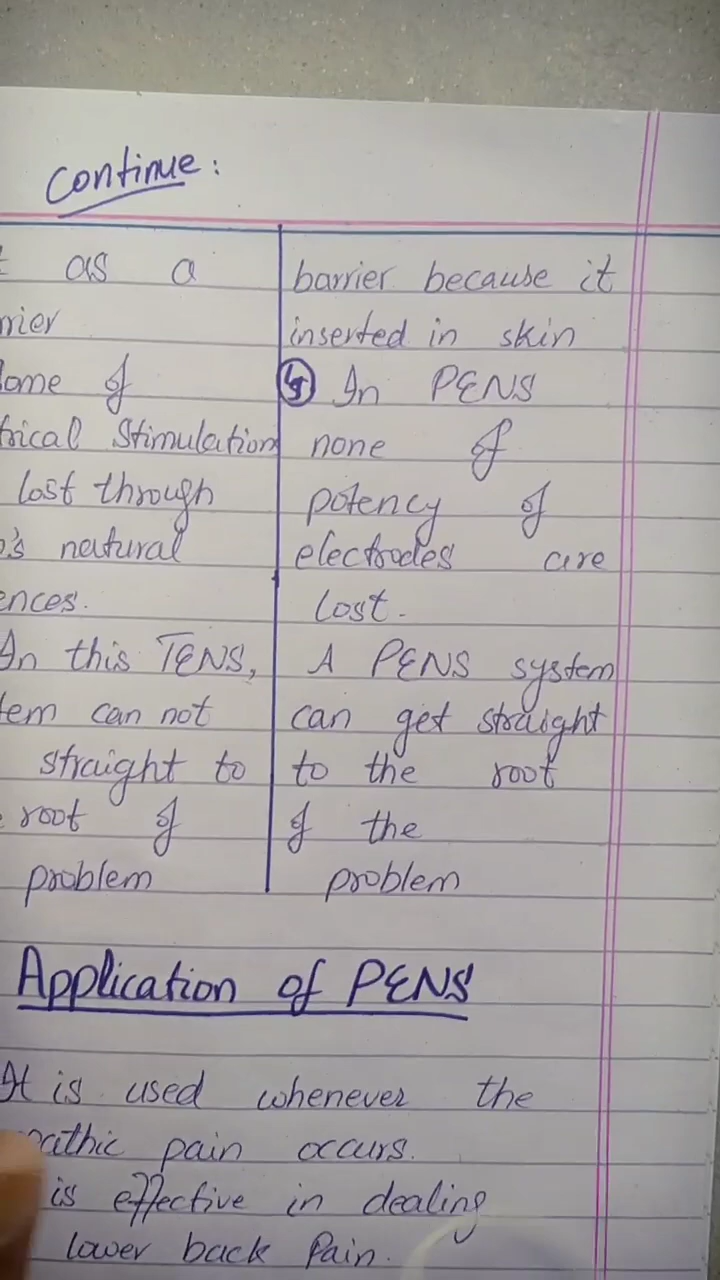 Continue:
as a
barrier because it
inserted in skin
of
④ In PENS
Stimulation
none of
lost through
potency of
natural
electrodes are
lost.
In this TENS,
A PENS system
can not
can get straight
straight to
to the root
root of
of the
problem
problem
Application of PENS
It is used whenever the
pain occurs.
is effective in dealing
lower back Pain.